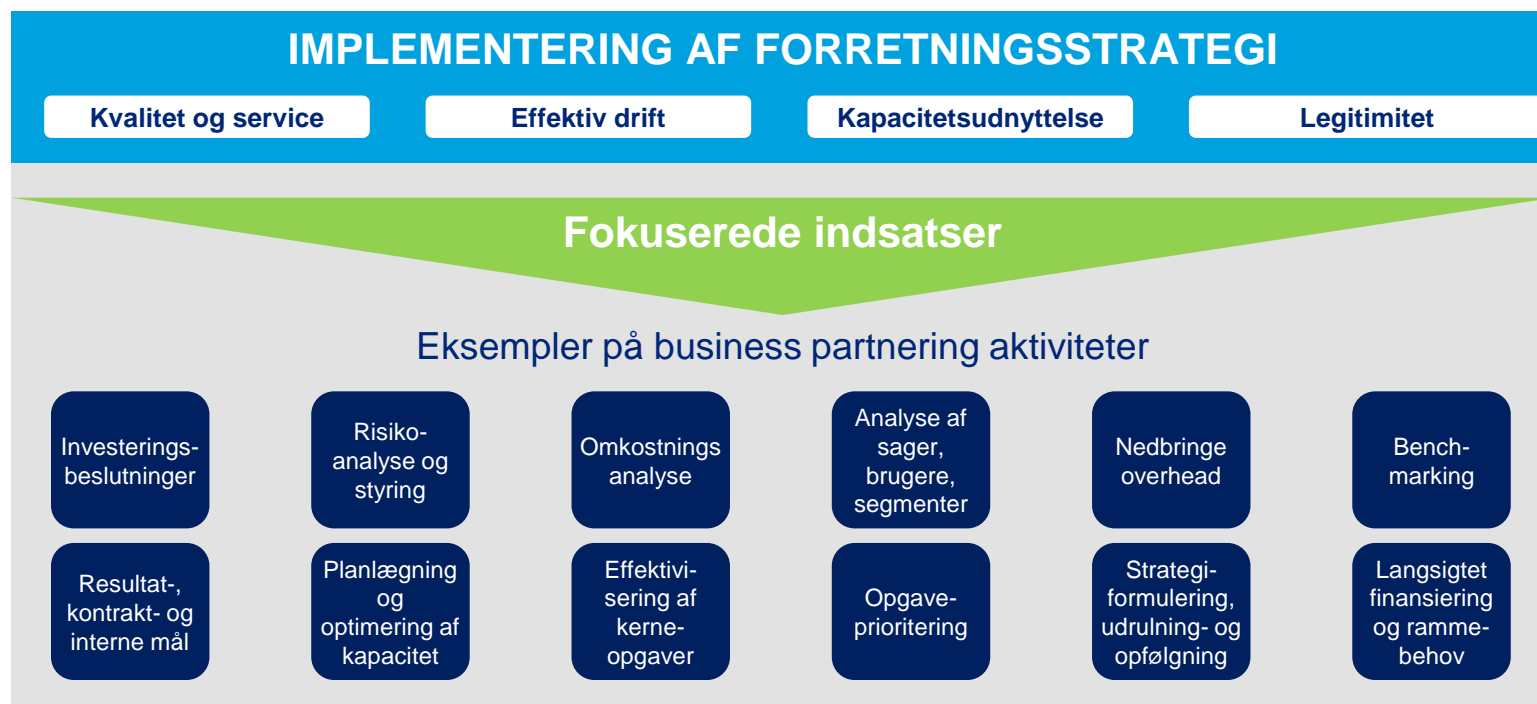 IMPLEMENTERING AF FORRETNINGSSTRATEGI
Kvalitet og service
Effektiv drift
Kapacitetsudnyttelse
Legitimitet
Fokuserede indsatser
Eksempler på business partnering aktiviteter
Investerings-
beslutninger
Risiko-
analyse og
styring
Omkostnings
analyse
Analyse af
sager,
brugere,
segmenter
Nedbringe
overhead
Bench-
marking
Resultat-,
kontrakt- og
interne mål
Planlægning
og
optimering af
kapacitet
Effektivi-
sering af
kerne-
opgaver
Opgave-
prioritering
Strategi-
formulering,
udrulning- og
opfølgning
Langsigtet
finansiering
og ramme-
behov